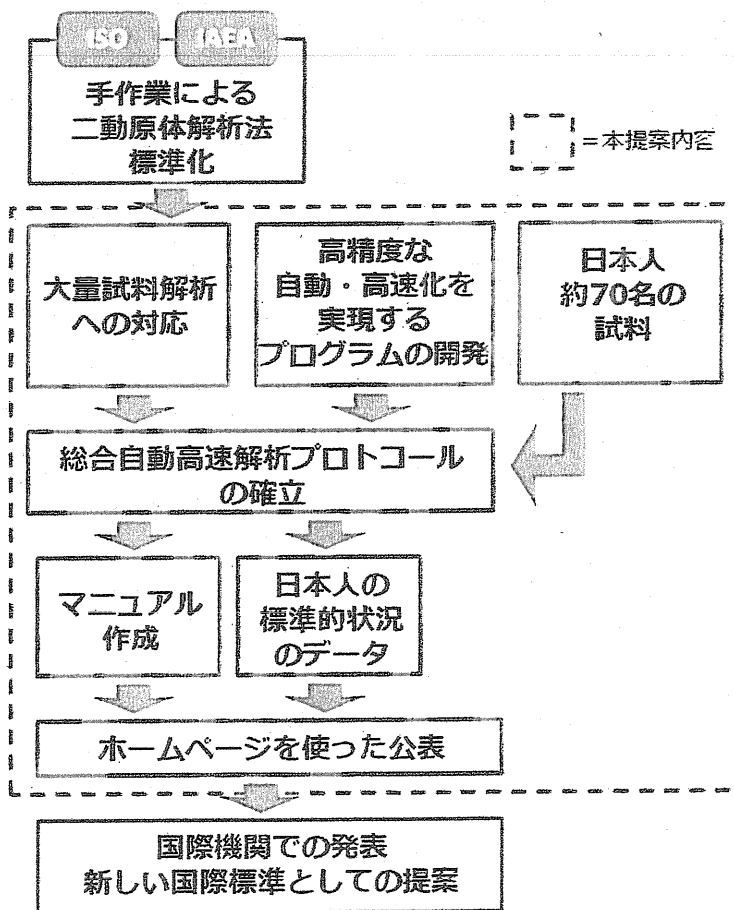 ISO
IAEA
手作業による
二動原体解析法
標準化
=本提案内容
大量試料解析
への対応
高精度な
自動・高速化を
実現する
プログラムの開発
日本人
約70名の
試料
総合自動高速解析プロトコール
の確立
マニュアル
作成
日本人の
標準的状況
のデータ
ホームページを使った公表
国際機関での発表
新しい国際標準としての提案